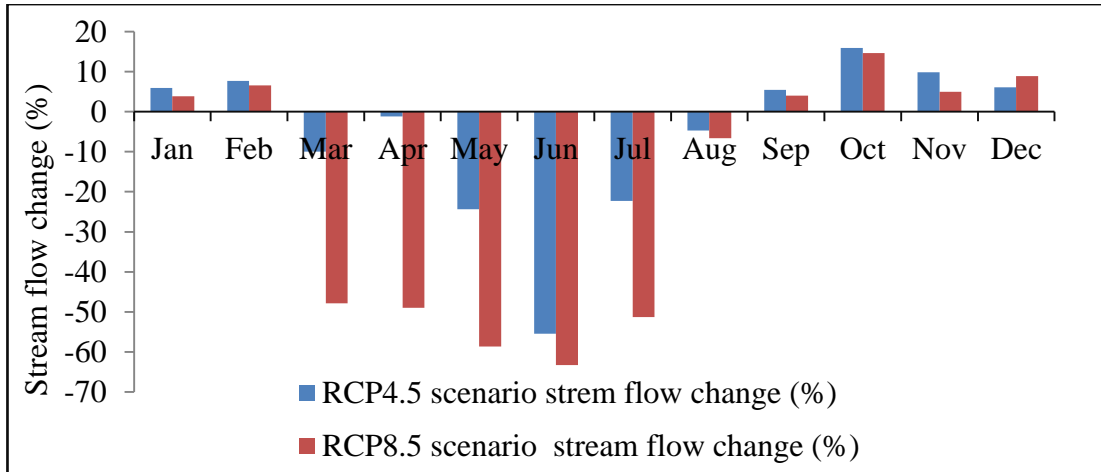 Stream flow change (%)
20
10
0
-10
-20
-30
-40
-50
-60
-70
Jan Feb Mar Apr May Jun Jul Aug Sep Oct Nov Dec
RCP4.5 scenario strem flow change (%)
RCP8.5 scenario stream flow change (%)